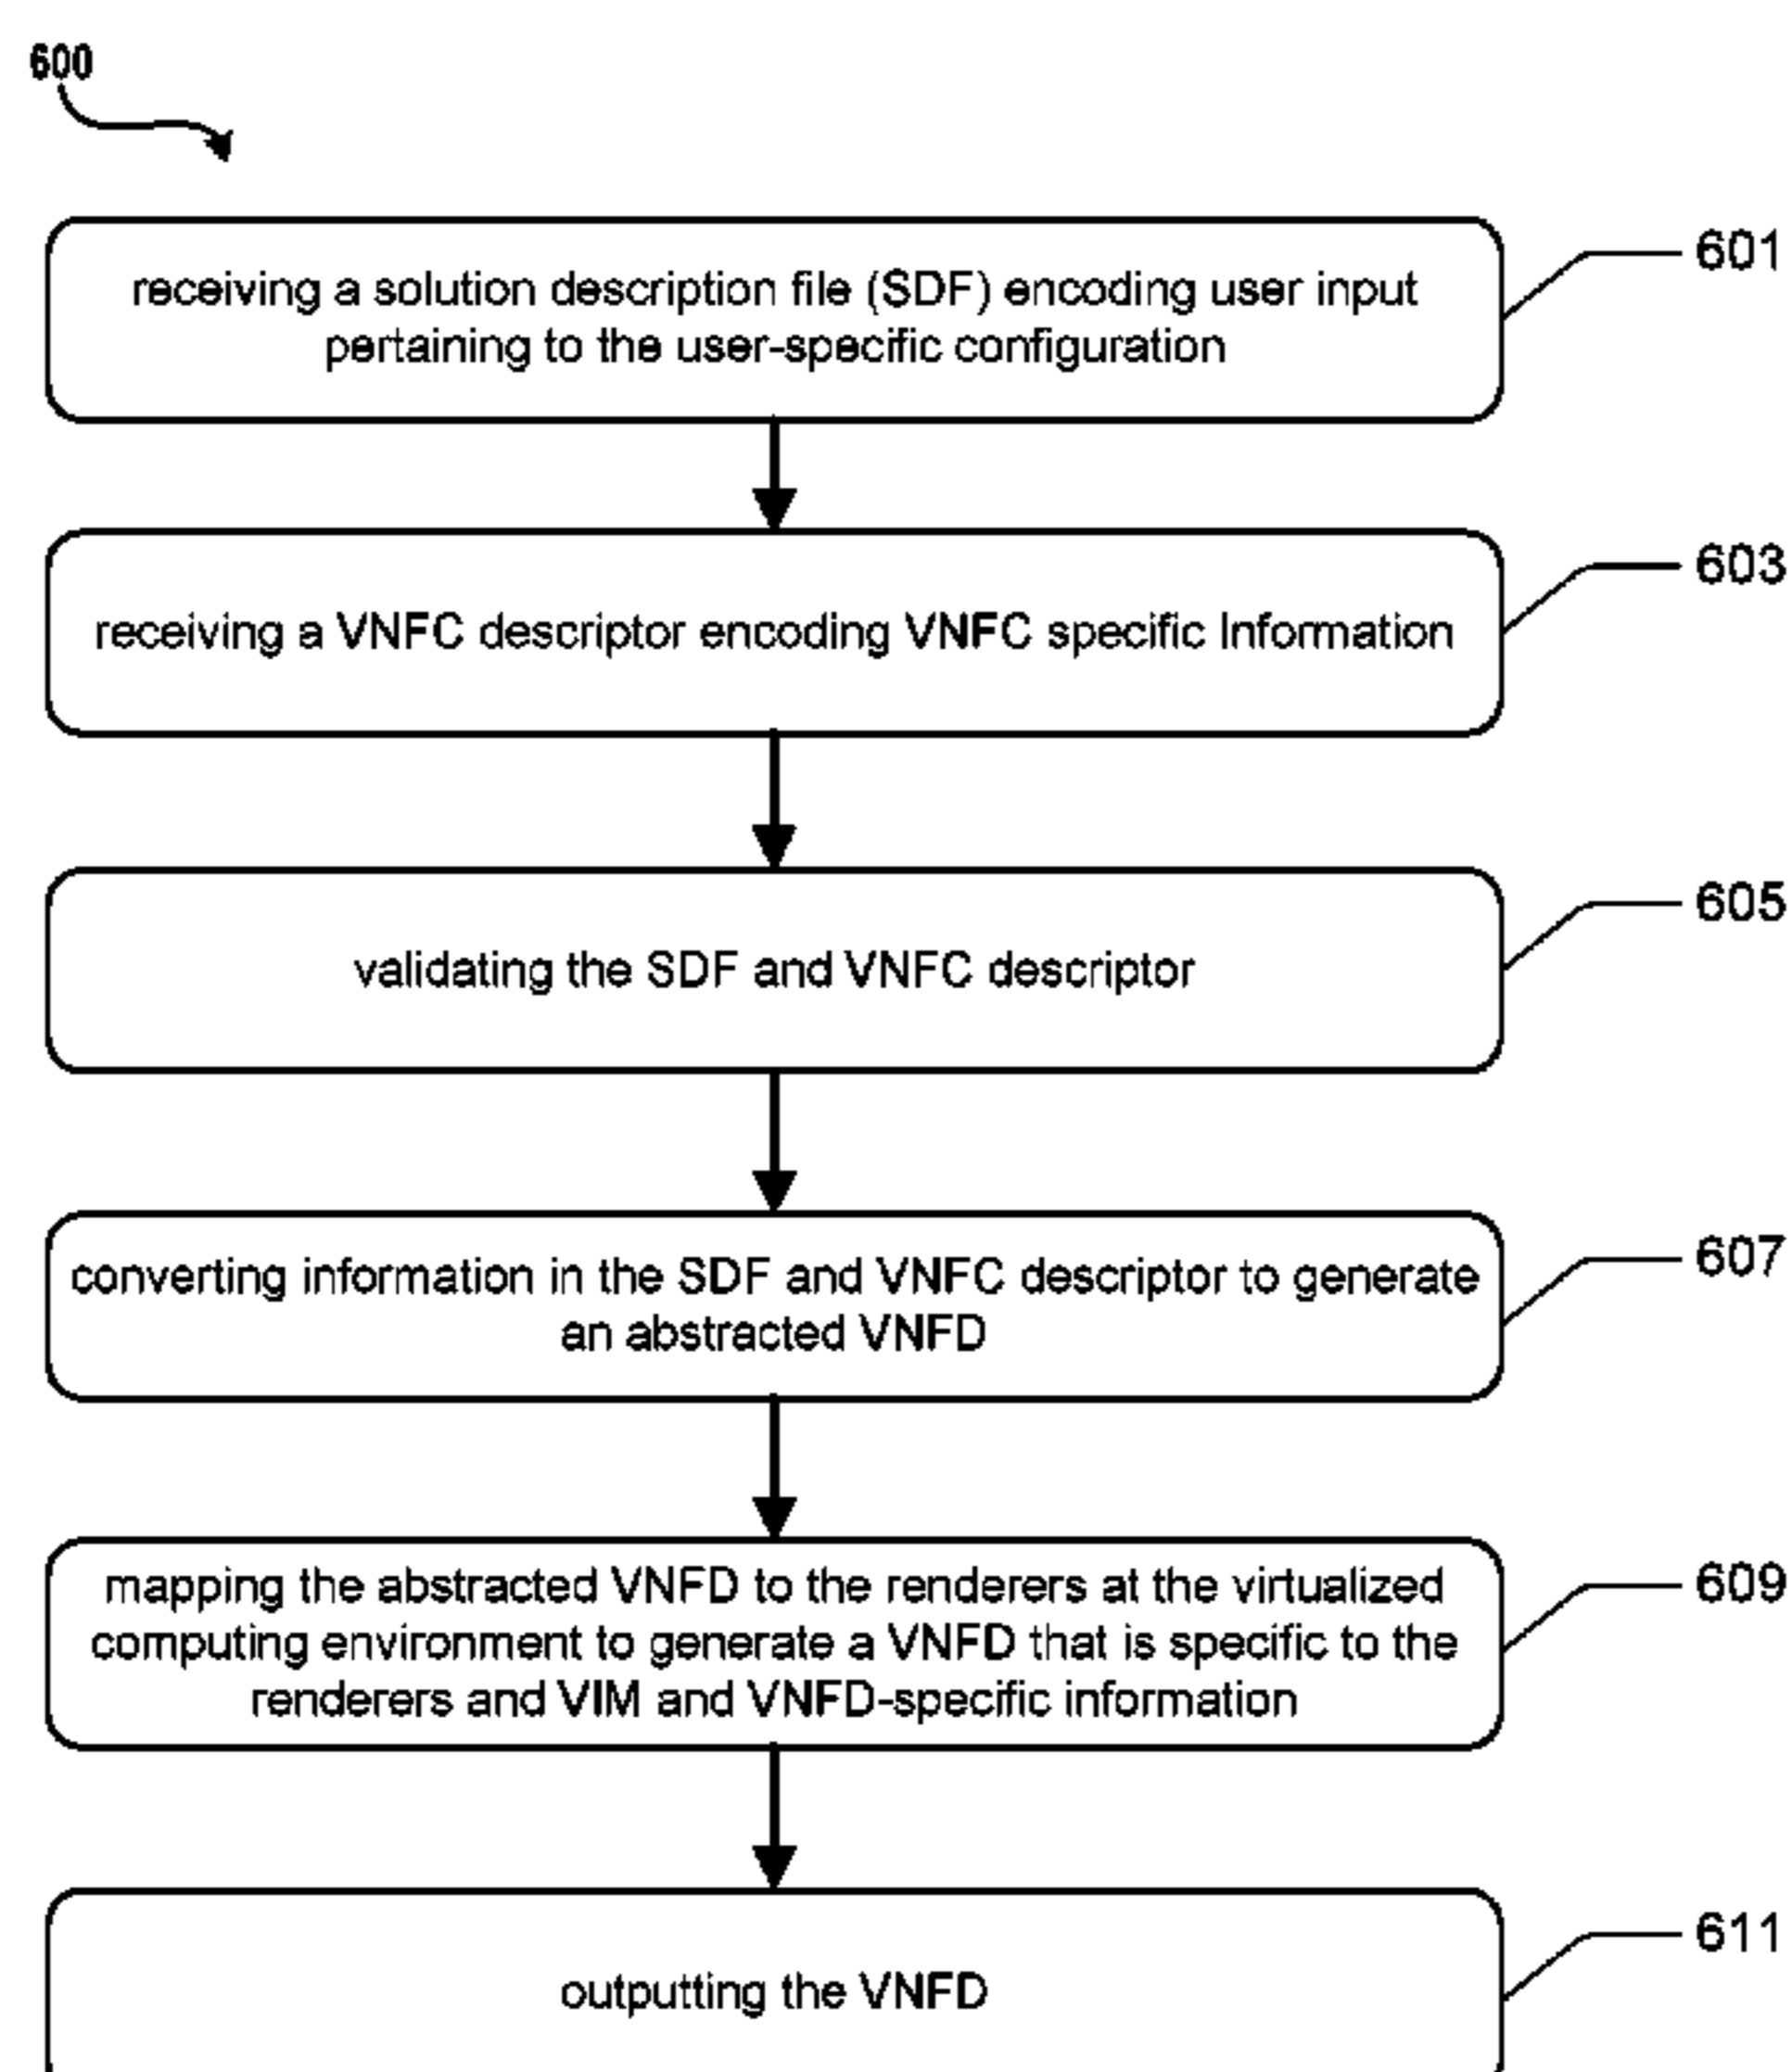 600
601
receiving a solution description file (SDF) encoding user input
pertaining to the user-specific configuration
603
receiving a VNFC descriptor encoding VNFC specific Information
605
validating the SDF and VNFC descriptor
607
converting information in the SDF and VNFC descriptor to generate
an abstracted VNFD
609
mapping the abstracted VNFD to the renderers at the virtualized
computing environment to generate a VNFD that is specific to the
renderers and VIM and VNFD-specific information
611
outputting the VNFD